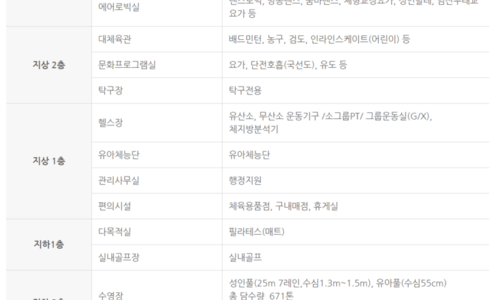 에어로빅실
요가 등
지상 2층
대체육관
배드민턴, 농구, 검도, 인라인스케이트(어린이) 등
문화프로그램실
요가, 단전호흡(국선도), 유도 등
탁구장
탁구전용
지상 1층
헬스장
유산소, 무산소 운동기구 /소그룹PT/ 그룹운동실(G/X),
체지방분석기
유아체능단
유아체능단
관리사무실
행정지원
편의시설
체육용품점, 구내매점, 휴게실
지하1층
다목적실
필라테스(매트)
실내골프장
실내골프
수영장
성인풀(25m 7레인,수심1.3m~1.5m), 유아풀(수심55cm)
총 담수량 671톤